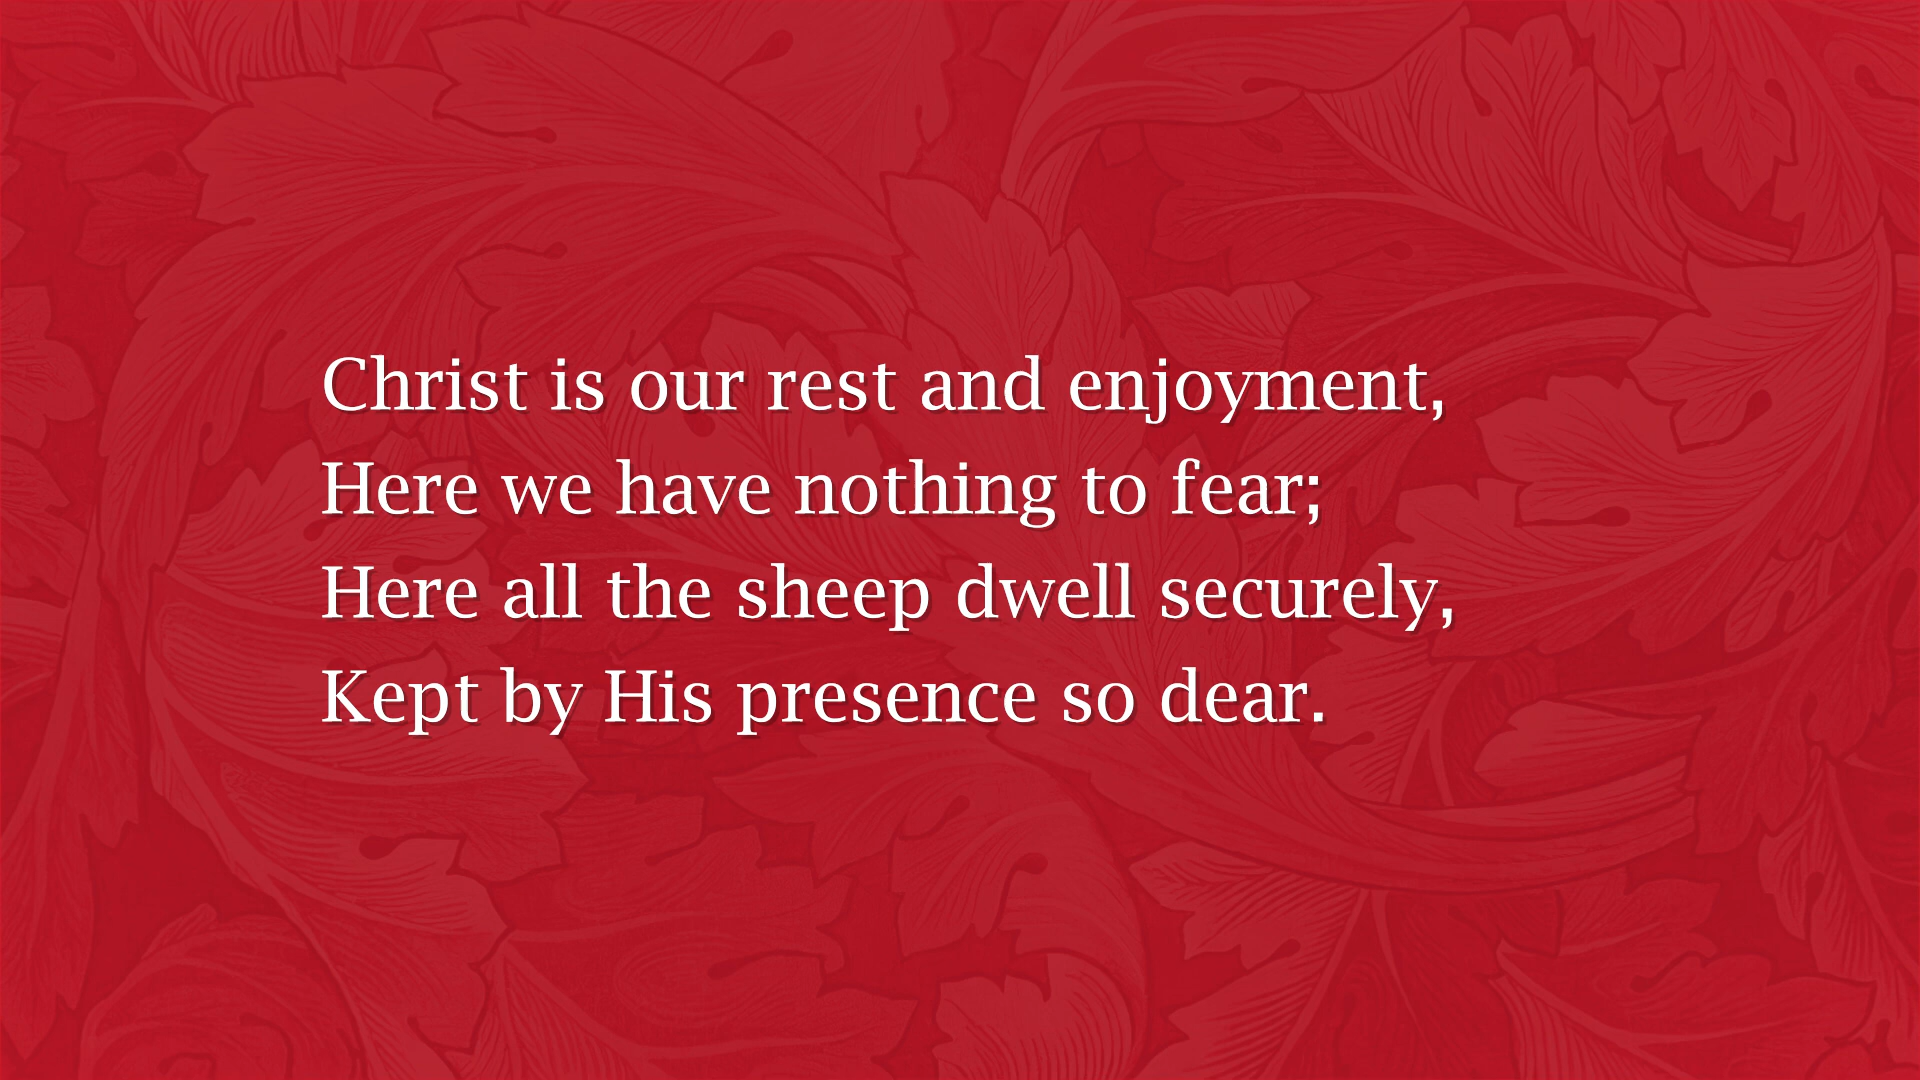 Christ is our rest and enjoyment,
Here we have nothing to fear;
Here all the sheep dwell securely,
Kept by His presence so dear.